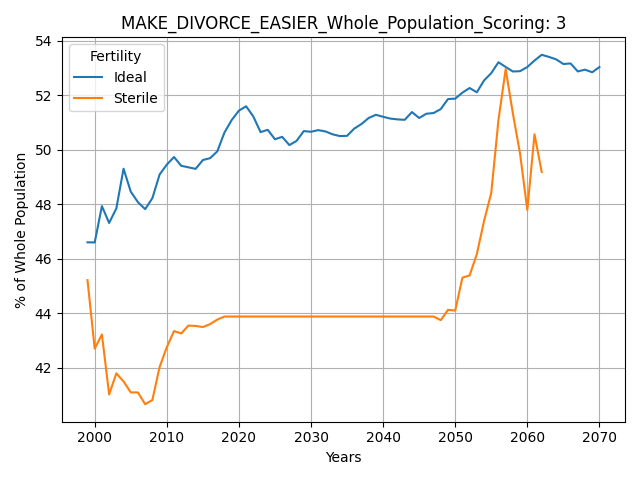 MAKE_DIVORCE_EASIER_Whole_Population_Scoring: 3
Fertility
Ideal
Sterile
% of Whole Population
54
52
50
48
46
44
42
2000 2010 2020 2030 2040 2050 2060 2070
Years